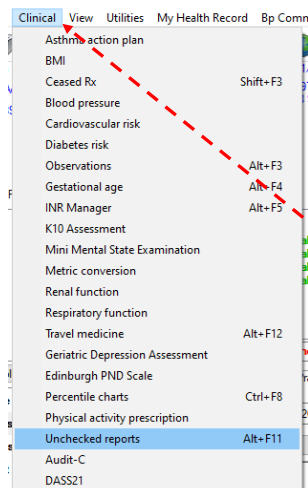 Clinical View Utilities My Health Record Bp Comm
Asthma action plan
BMI
Ceased Rx Shift+F3
Blood pressure
Cardiovascular risk
Diabetes risk
Observations Alt+F3
Gestational age Alt+F4
INR Manager Alt+F5
K10 Assessment
Mini Mental State Examination
Metric conversion
Renal function
Respiratory function
Travel medicine Alt+F12
Geriatric Depression Assessment
Edinburgh PND Scale
Percentile charts Ctrl+F8
Physical activity prescription
Unchecked reports Alt+F11
Audit-C
DASS21